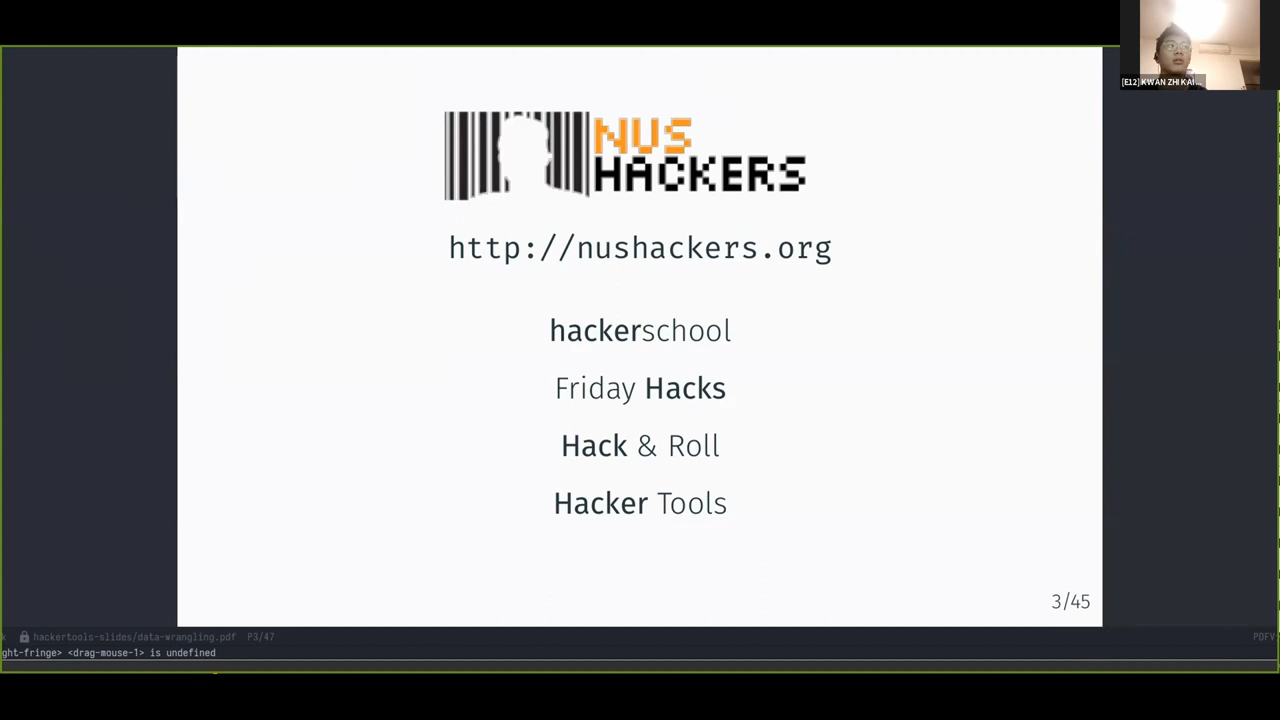 [E12] KWAN ZHI KAI...
NUS
HACKERS
http://nushackers.org
hackerschool
Friday Hacks
Hack & Roll
Hacker Tools
3/45
k hackertools-slides/data-wrangling.pdf P3/47 PDFV
ght-fringe> <drag-mouse-1> is undefined